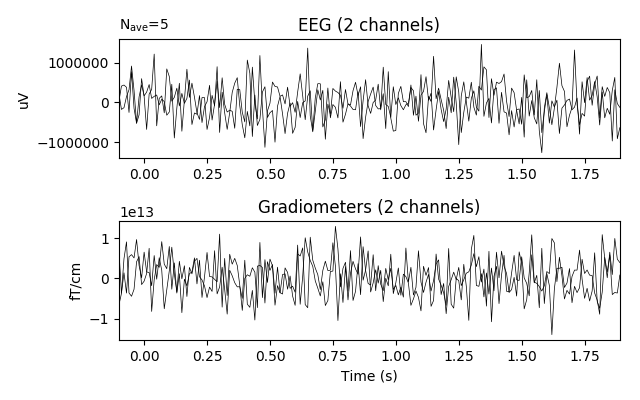 N_ave=5
EEG (2 channels)
1000000
0
−1000000
uV
0.00 0.25 0.50 0.75 1.00 1.25 1.50 1.75
1e13
Gradiometers (2 channels)
1
0
−1
fT/cm
0.00 0.25 0.50 0.75 1.00 1.25 1.50 1.75
Time (s)